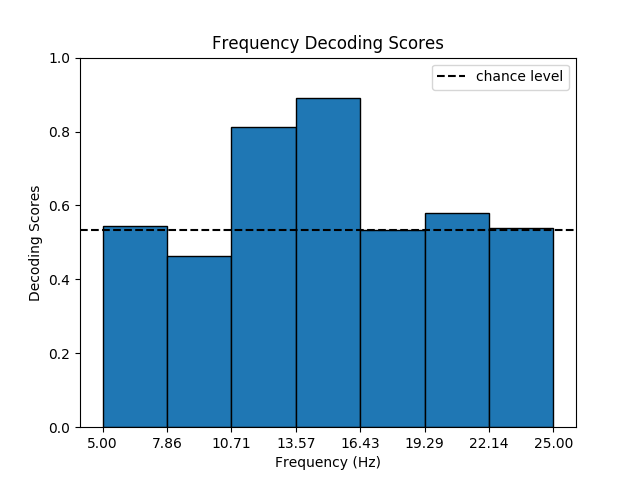 Frequency Decoding Scores
chance level
1.0
0.8
0.6
0.4
0.2
0.0
Decoding Scores
5.00 7.86 10.71 13.57 16.43 19.29 22.14 25.00
Frequency (Hz)